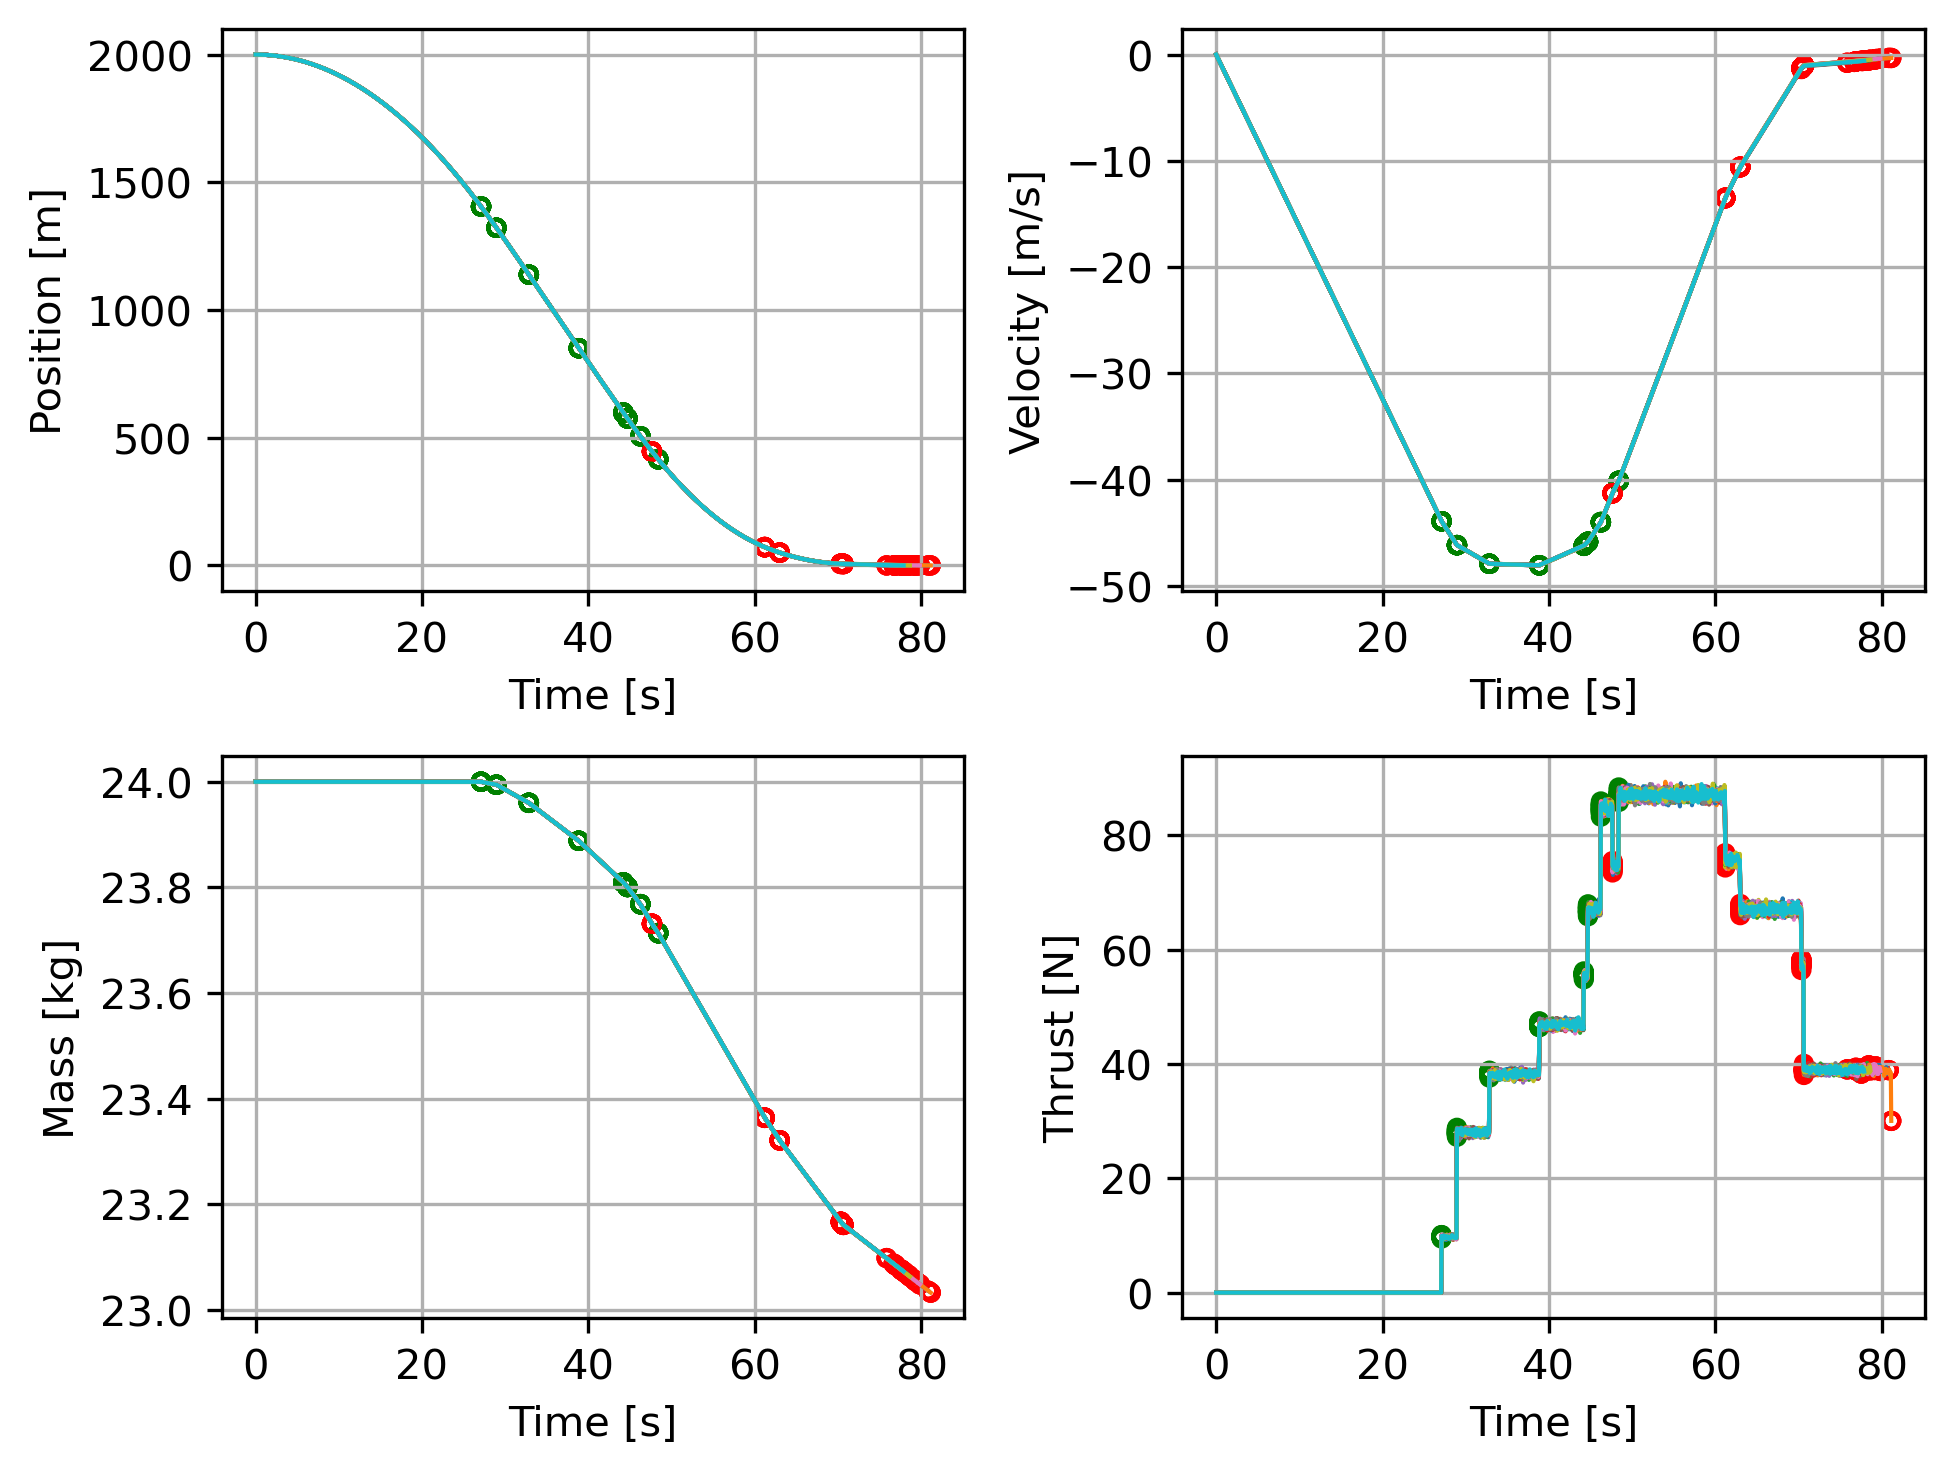 2000
1500
1000
500
0
Position [m]
0 20 40 60 80
Time [s]
0
−10
−20
−30
−40
−50
Velocity [m/s]
0 20 40 60 80
Time [s]
24.0
23.8
23.6
23.4
23.2
23.0
Mass [kg]
0 20 40 60 80
Time [s]
80
60
40
20
0
Thrust [N]
0 20 40 60 80
Time [s]